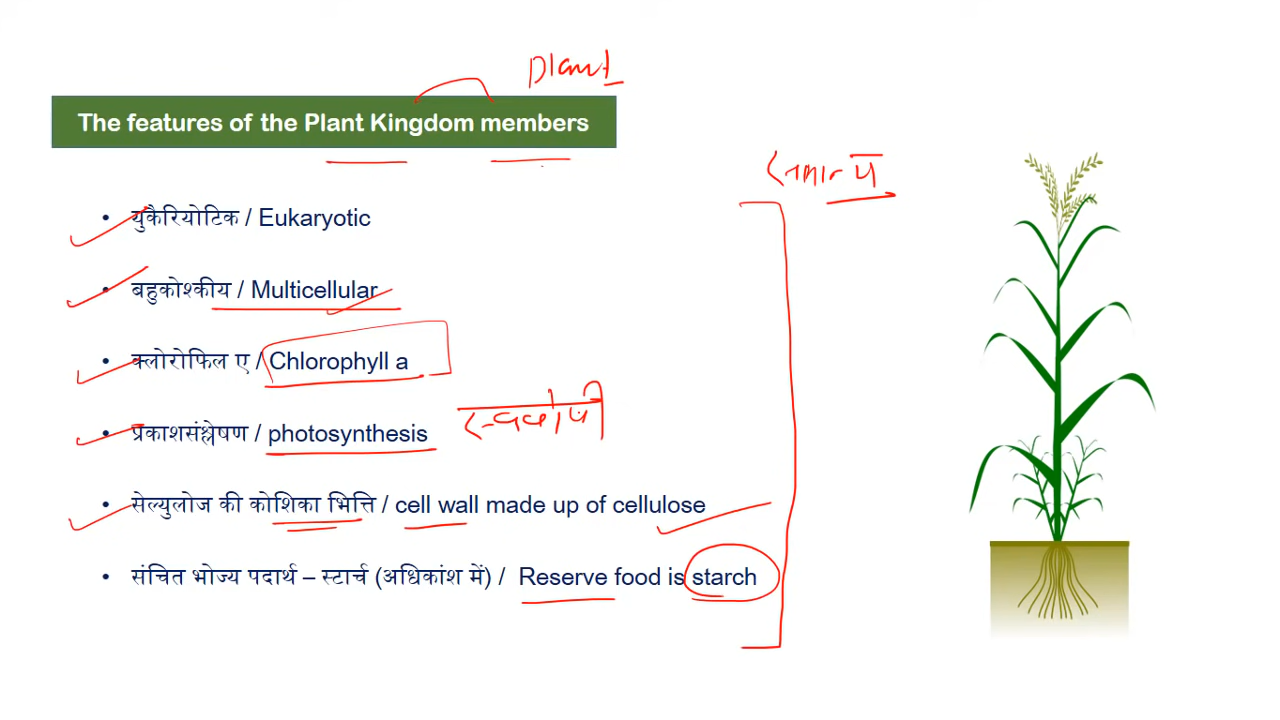 Plant
The features of the Plant Kingdom members
सामान्य
• युकैरियोटिक / Eukaryotic
• बहुकोश्कीय / Multicellular
• क्लोरोफिल ए / Chlorophyll a
• प्रकाशसंश्लेषण / photosynthesis
स्वपोषी
• सेल्युलोज की कोशिका भित्ति / cell wall made up of cellulose
• संचित भोज्य पदार्थ – स्टार्च (अधिकांश में) / Reserve food is starch